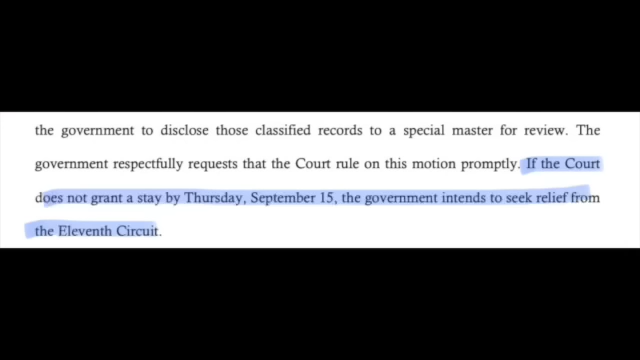 the government to disclose those classified records to a special master for review. The
government respectfully requests that the Court rule on this motion promptly. If the Court
does not grant a stay by Thursday, September 15, the government intends to seek relief from
the Eleventh Circuit.